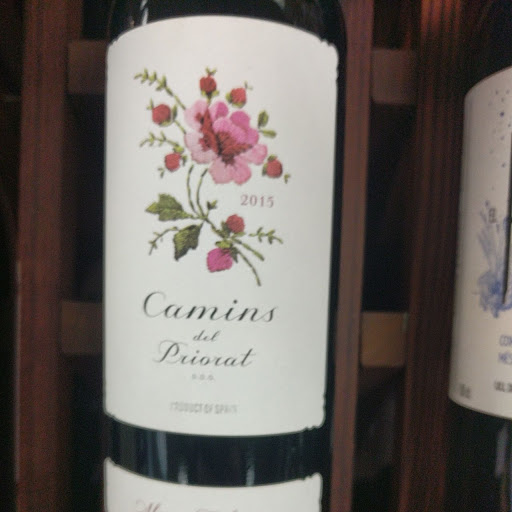 2015
Camins
del
Priorat
D.O.Q.
PRODUCT OF SPAIN